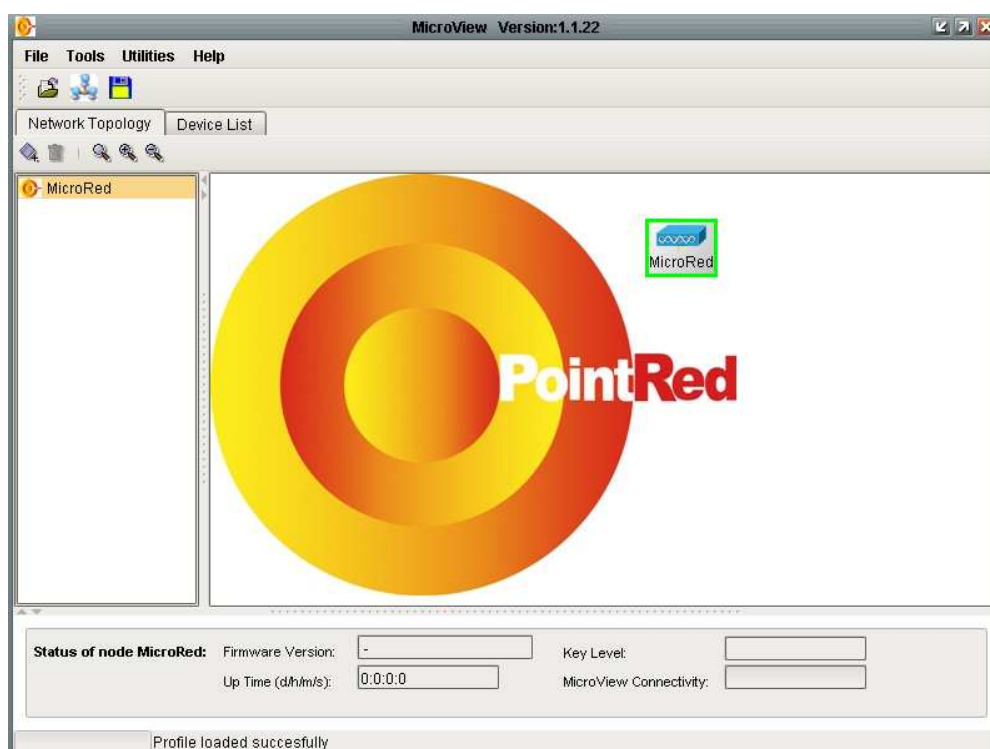 MicroView Version:1.1.22
File Tools Utilities Help
Network Topology Device List
MicroRed
MicroRed
PointRed
Status of node MicroRed: Firmware Version: - Key Level:
Up Time (d/h/m/s): 0:0:0:0 MicroView Connectivity:
Profile loaded succesfully